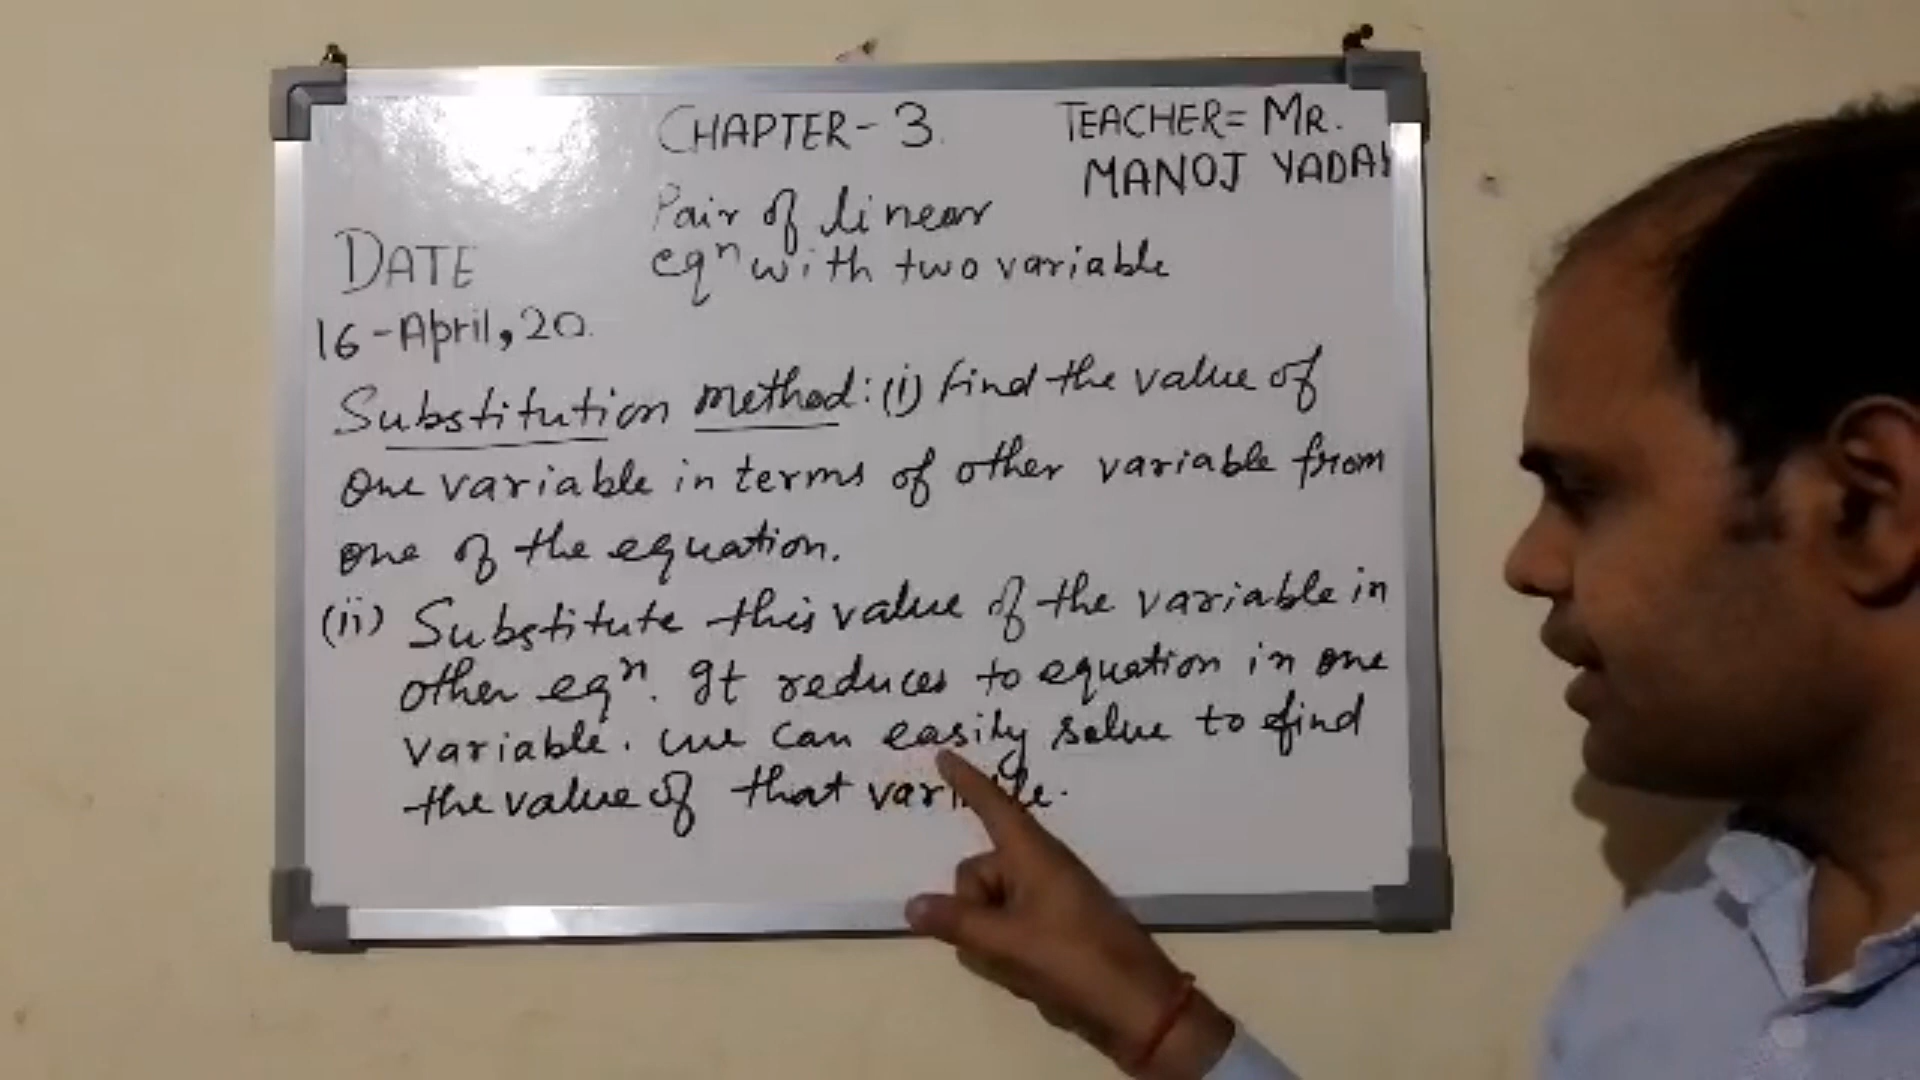 CHAPTER-3.
TEACHER= MR.
MANOJ YADAV
Pair of linear
eqⁿ with two variable
DATE
16-April, 20.
Substitution method: (i) find the value of
one variable in terms of other variable from
one of the equation.
(ii) Substitute this value of the variable in
other eqⁿ. It reduces to equation in one
variable. we can easily solve to find
the value of that variable.